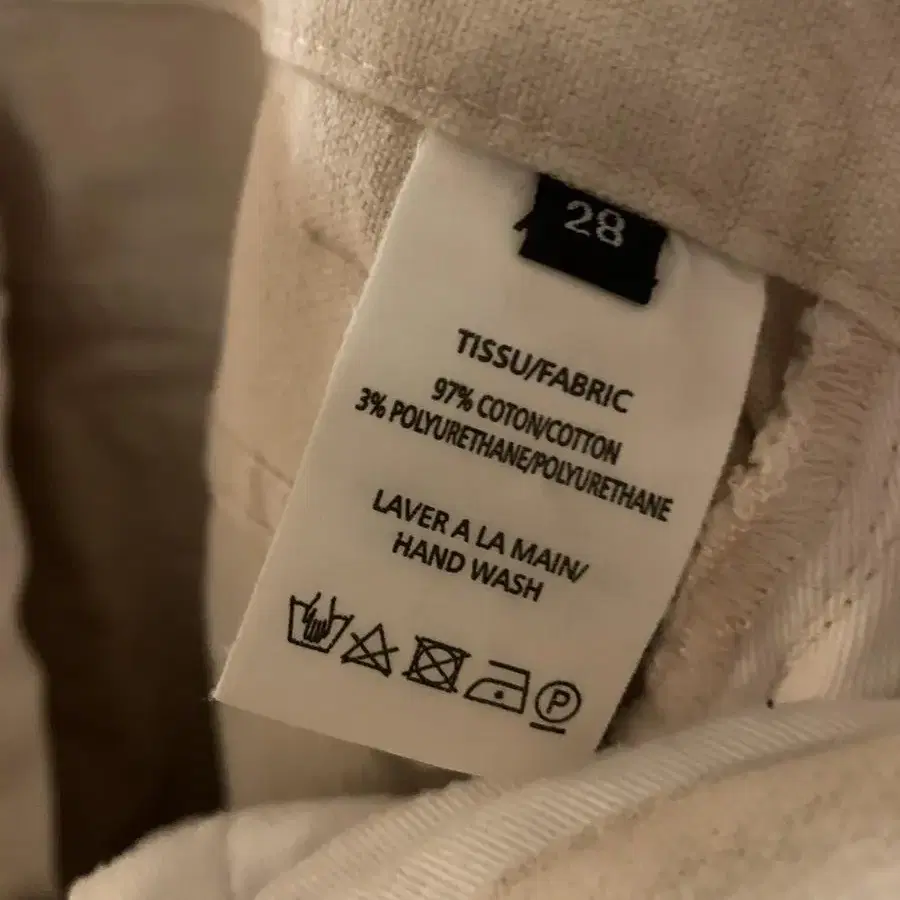 28
TISSU/FABRIC
97% COTON/COTTON
3% POLYURETHANE/POLYURETHANE
LAVER A LA MAIN/
HAND WASH
P